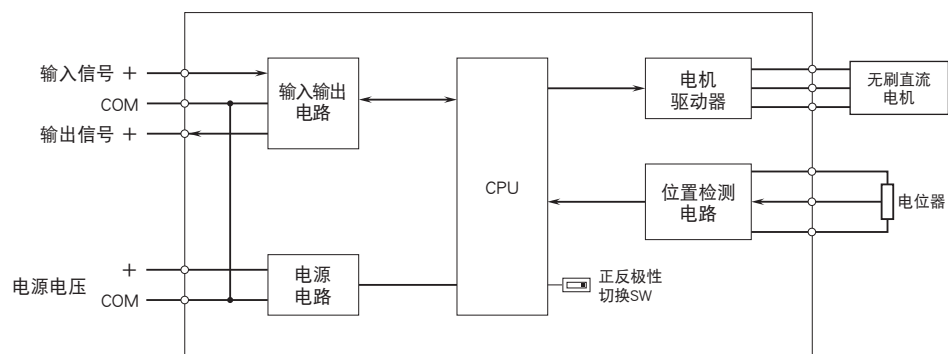 输入信号 +
COM
输出信号 +
输入输出
电路
电源电压
+
COM
电源
电路
CPU
电机
驱动器
无刷直流
电机
位置检测
电路
电位器
正反极性
切换SW